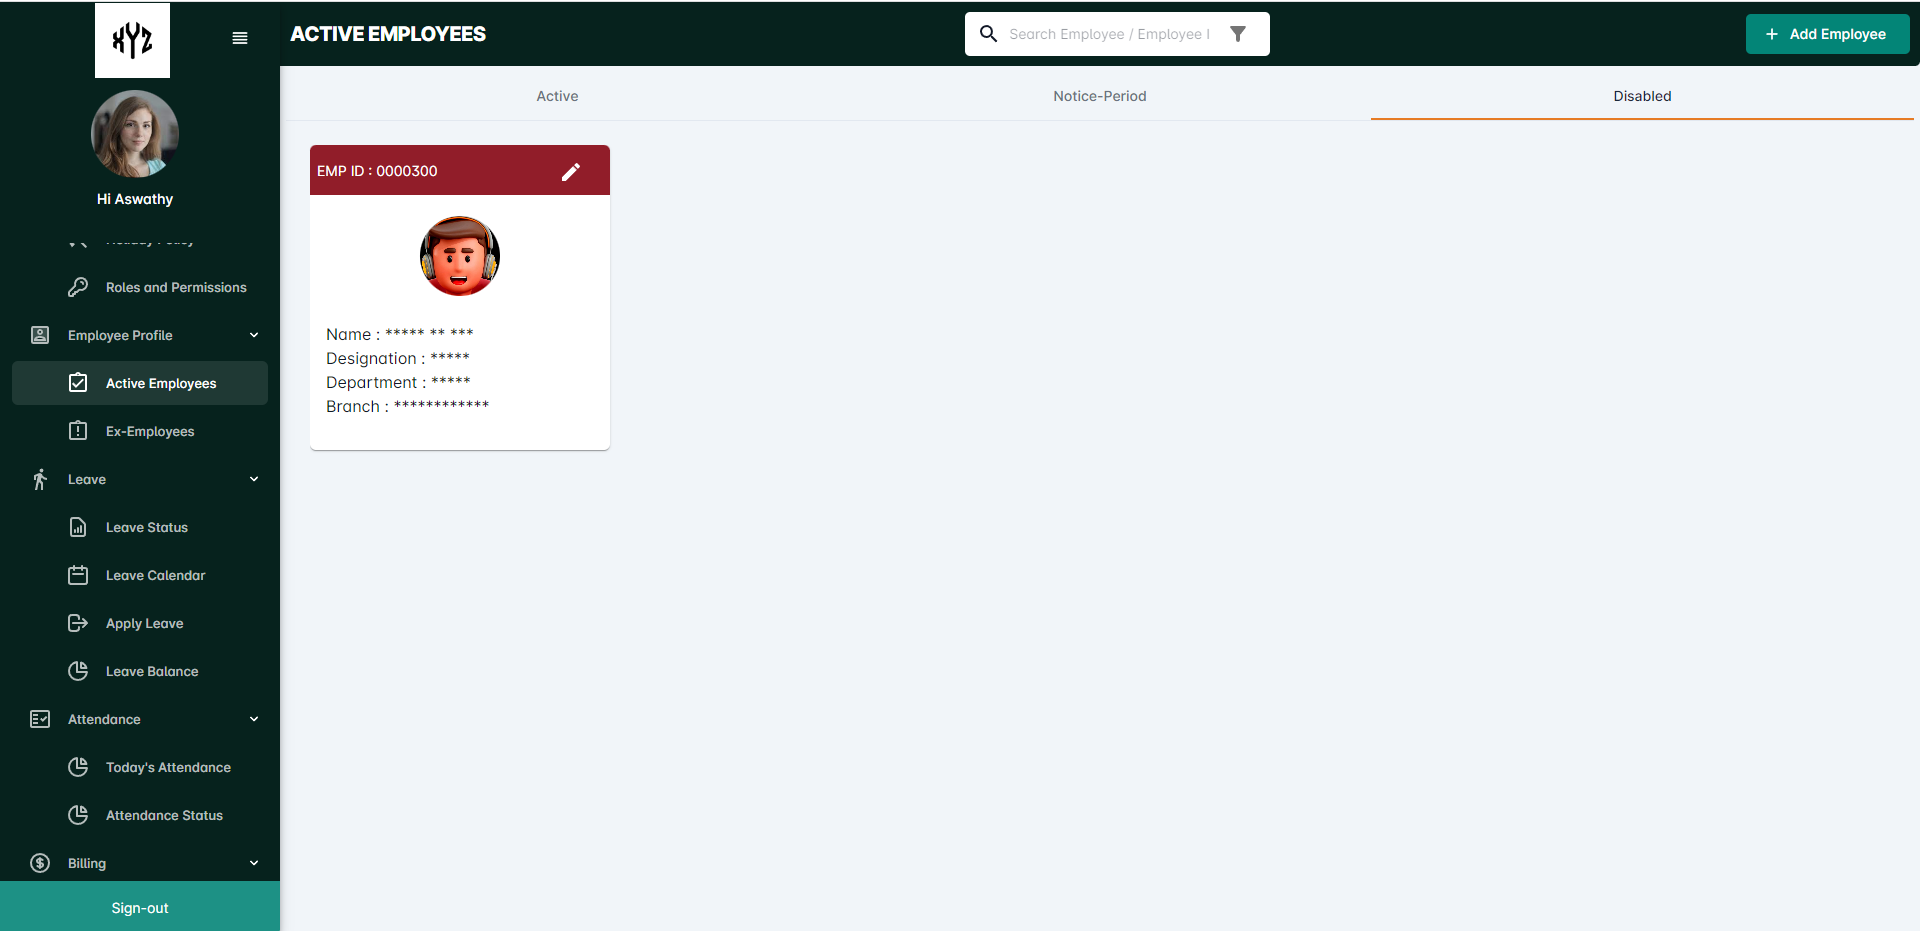 XYZ
Hi Aswathy
Holiday Policy
Roles and Permissions
Employee Profile
Active Employees
Ex-Employees
Leave
Leave Status
Leave Calendar
Apply Leave
Leave Balance
Attendance
Today's Attendance
Attendance Status
Billing
Sign-out
ACTIVE EMPLOYEES
Search Employee / Employee I
+ Add Employee
Active
Notice-Period
Disabled
EMP ID : 0000300
Name : ***** ** ***
Designation : *****
Department : *****
Branch : ************